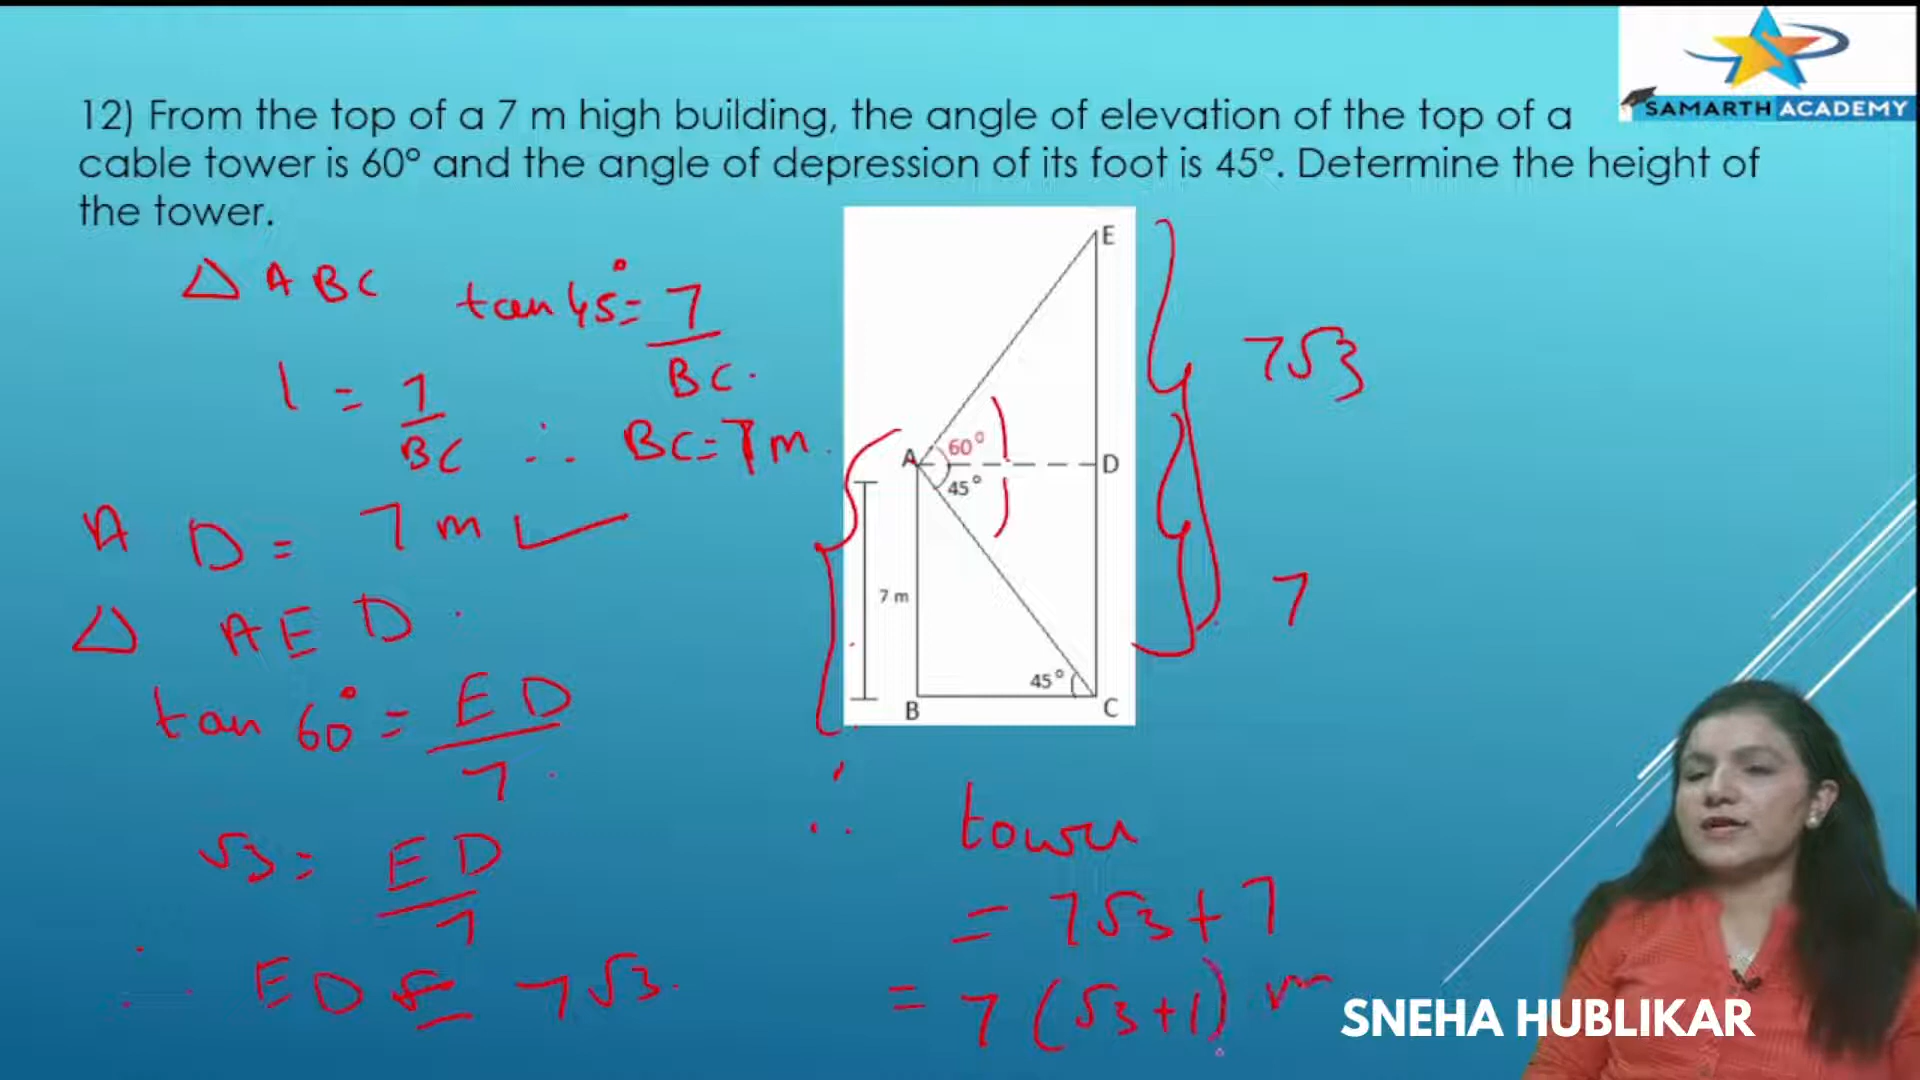 SAMARTH ACADEMY
12) From the top of a 7 m high building, the angle of elevation of the top of a
cable tower is 60° and the angle of depression of its foot is 45°. Determine the height of
the tower.
△ ABC
tan 45° = 7/BC.
1 = 7/BC ∴ BC = 7 m.
AD = 7 m ✓
△ AED.
tan 60° = ED/7.
√3 = ED/7
∴ ED = 7√3.
E
A
60°
D
45°
7 m
45°
B
C
7√3
7
∴ tower
= 7√3 + 7
= 7 (√3 + 1) m
SNEHA HUBLIKAR